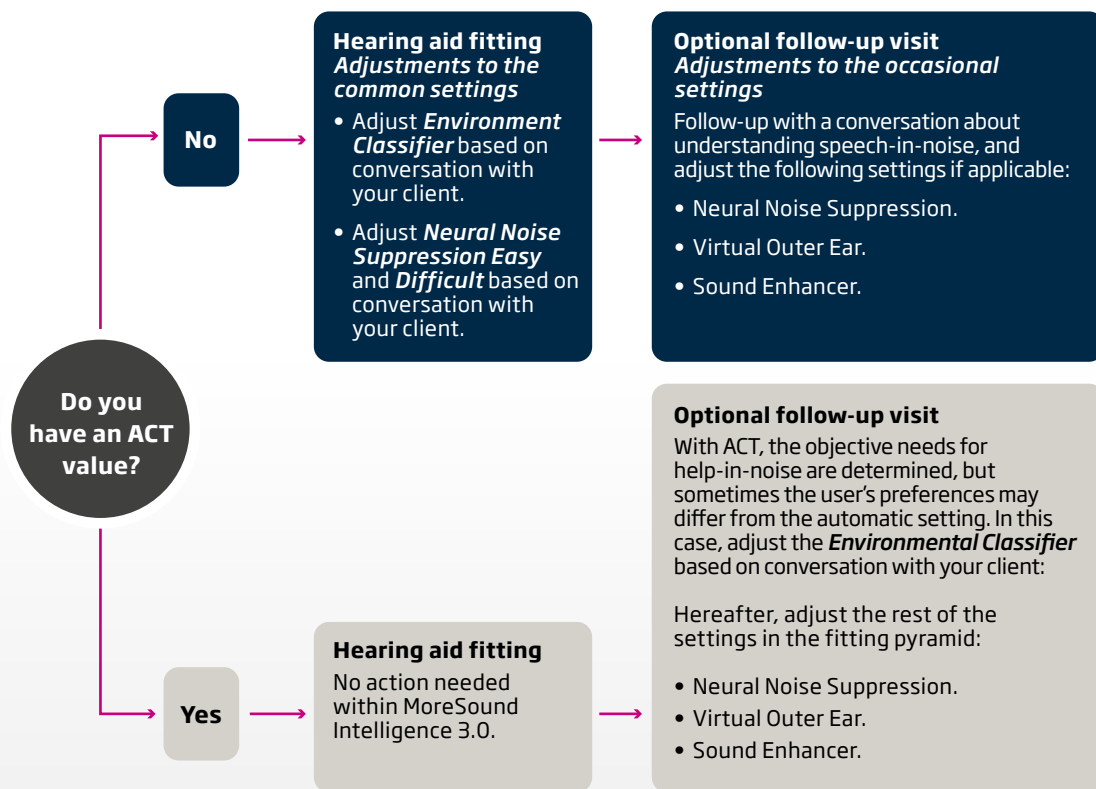 Do you
have an ACT
value?
No
Hearing aid fitting
Adjustments to the
common settings
• Adjust Environment
Classifier based on
conversation with
your client.
• Adjust Neural Noise
Suppression Easy
and Difficult based on
conversation with
your client.
Optional follow-up visit
Adjustments to the occasional
settings
Follow-up with a conversation about
understanding speech-in-noise, and
adjust the following settings if applicable:
• Neural Noise Suppression.
• Virtual Outer Ear.
• Sound Enhancer.
Yes
Hearing aid fitting
No action needed
within MoreSound
Intelligence 3.0.
Optional follow-up visit
With ACT, the objective needs for
help-in-noise are determined, but
sometimes the user's preferences may
differ from the automatic setting. In this
case, adjust the Environmental Classifier
based on conversation with your client:
Hereafter, adjust the rest of the
settings in the fitting pyramid:
• Neural Noise Suppression.
• Virtual Outer Ear.
• Sound Enhancer.